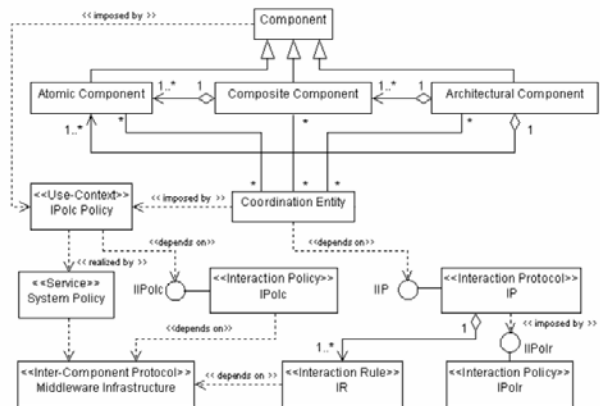 Component
<< imposed by >>
1..* 1 1..* 1
Atomic Component Composite Component Architectural Component
1..* * * * 1
* * *
<<Use-Context>>
IPolc Policy
<< imposed by >>
Coordination Entity
<<depends on>> <<depends on>>
<< realized by >>
<<Service>>
System Policy
IIPolc
<<Interaction Policy>>
IPolc
IIP
<<Interaction Protocol>>
IP
<<depends on>>
1
<< imposed by >>
1..*
IIPolr
<<Inter-Component Protocol>>
Middleware Infrastructure
<< depends on >>
<<Interaction Rule>>
IR
<<Interaction Policy>>
IPolr